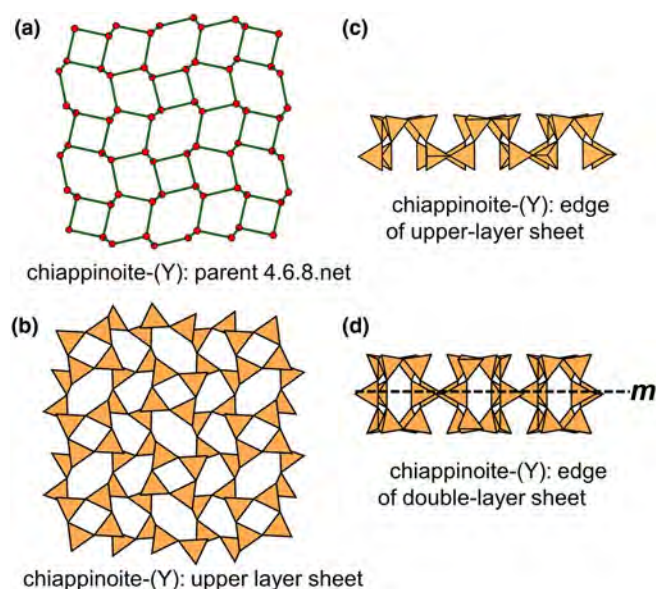 (a)
chiappinoite-(Y): parent 4.6.8.net
(b)
chiappinoite-(Y): upper layer sheet
(c)
chiappinoite-(Y): edge
of upper-layer sheet
(d)
m
chiappinoite-(Y): edge
of double-layer sheet